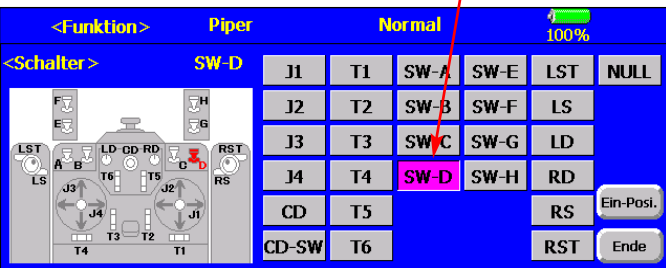 <Funktion> Piper Normal 100%
<Schalter> SW-D
J1 T1 SW-A SW-E LST NULL
J2 T2 SW-B SW-F LS
J3 T3 SW-C SW-G LD
J4 T4 SW-D SW-H RD
CD T5 RS Ein-Posi.
CD-SW T6 RST Ende
F H
E G
LST LD CD RD RST
A B C D
LS T6 T5 RS
J3 J2
J4 J1
T3 T2
T4 T1